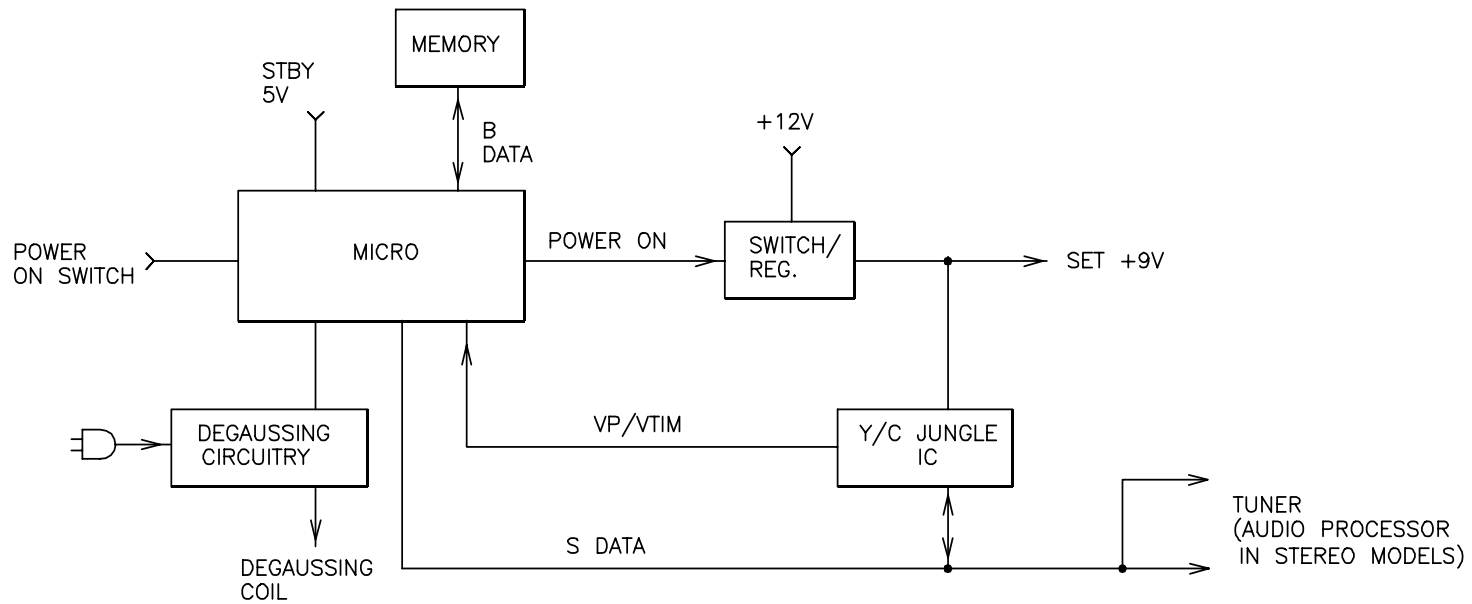 MEMORY
STBY
5V
B
DATA
+12V
POWER
ON SWITCH
MICRO
POWER ON
SWITCH/
REG.
SET +9V
DEGAUSSING
CIRCUITRY
VP/VTIM
Y/C JUNGLE
IC
TUNER
(AUDIO PROCESSOR
IN STEREO MODELS)
S DATA
DEGAUSSING
COIL